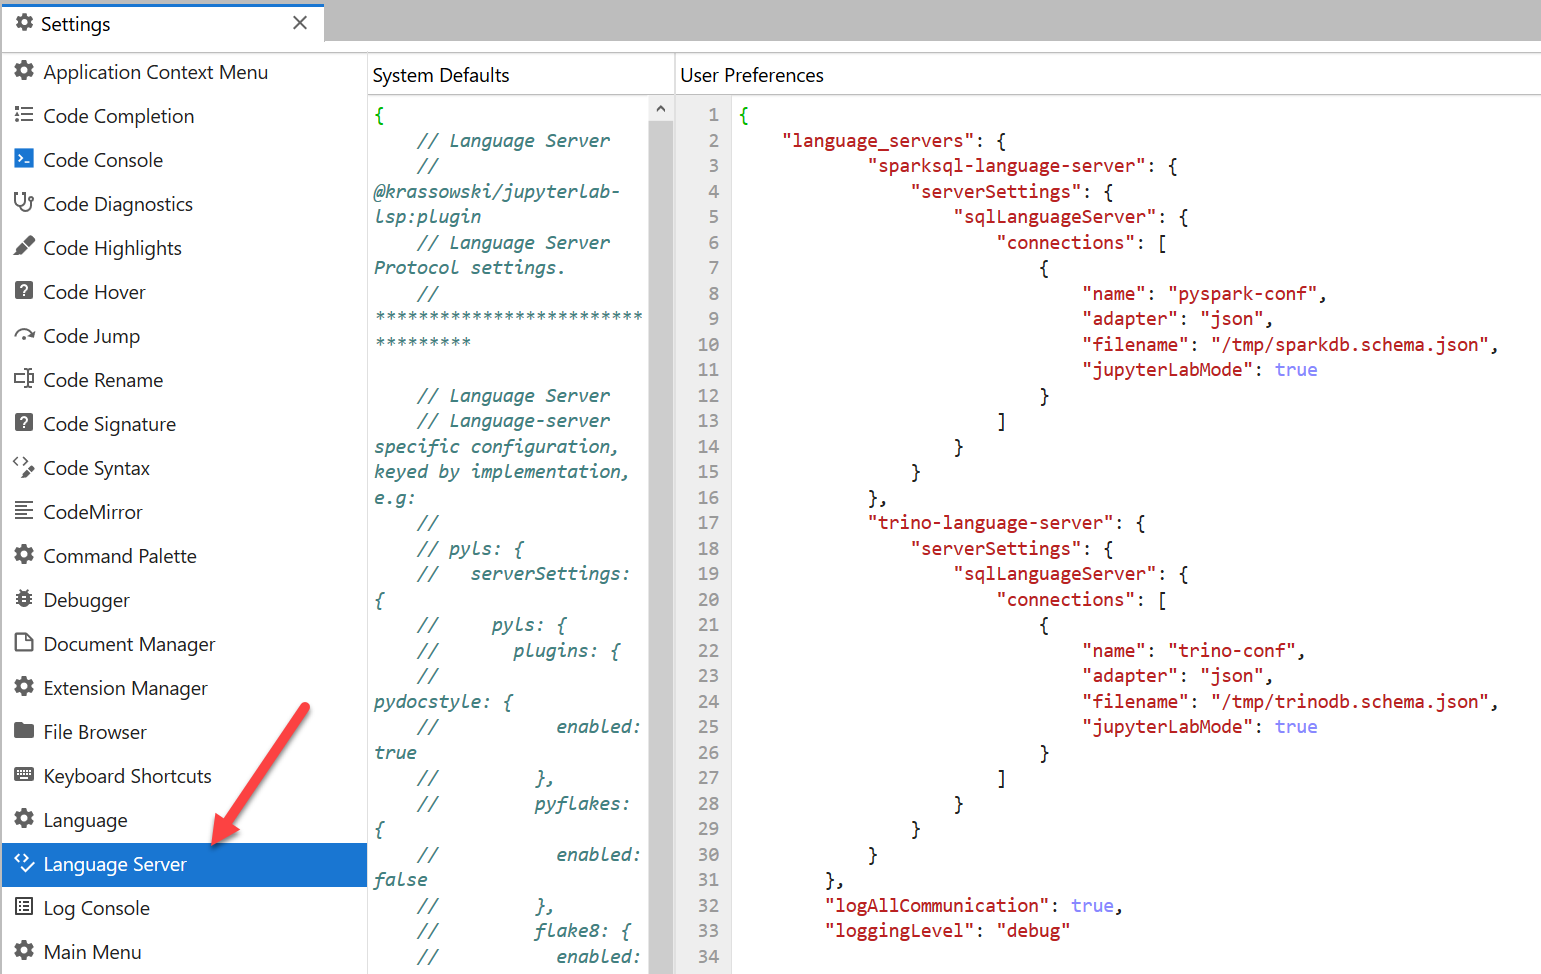 Settings
Application Context Menu
Code Completion
Code Console
Code Diagnostics
Code Highlights
Code Hover
Code Jump
Code Rename
Code Signature
Code Syntax
CodeMirror
Command Palette
Debugger
Document Manager
Extension Manager
File Browser
Keyboard Shortcuts
Language
Language Server
Log Console
Main Menu
System Defaults
{
    // Language Server
    //
@krassowski/jupyterlab-
lsp:plugin
    // Language Server
Protocol settings.
    //
*************************
*********
    // Language Server
    // Language-server
specific configuration,
keyed by implementation,
e.g:
    //
    // pyls: {
    //   serverSettings:
{
    //     pyls: {
    //       plugins: {
    //
pydocstyle: {
    //           enabled:
true
    //         },
    //         pyflakes:
{
    //           enabled:
false
    //         },
    //         flake8: {
    //           enabled:
User Preferences
1 {
2     "language_servers": {
3             "sparksql-language-server": {
4                 "serverSettings": {
5                     "sqlLanguageServer": {
6                         "connections": [
7                             {
8                                 "name": "pyspark-conf",
9                                 "adapter": "json",
10                                 "filename": "/tmp/sparkdb.schema.json",
11                                 "jupyterLabMode": true
12                             }
13                         ]
14                     }
15                 }
16             },
17             "trino-language-server": {
18                 "serverSettings": {
19                     "sqlLanguageServer": {
20                         "connections": [
21                             {
22                                 "name": "trino-conf",
23                                 "adapter": "json",
24                                 "filename": "/tmp/trinodb.schema.json",
25                                 "jupyterLabMode": true
26                             }
27                         ]
28                     }
29                 }
30             }
31         },
32         "logAllCommunication": true,
33         "loggingLevel": "debug"
34